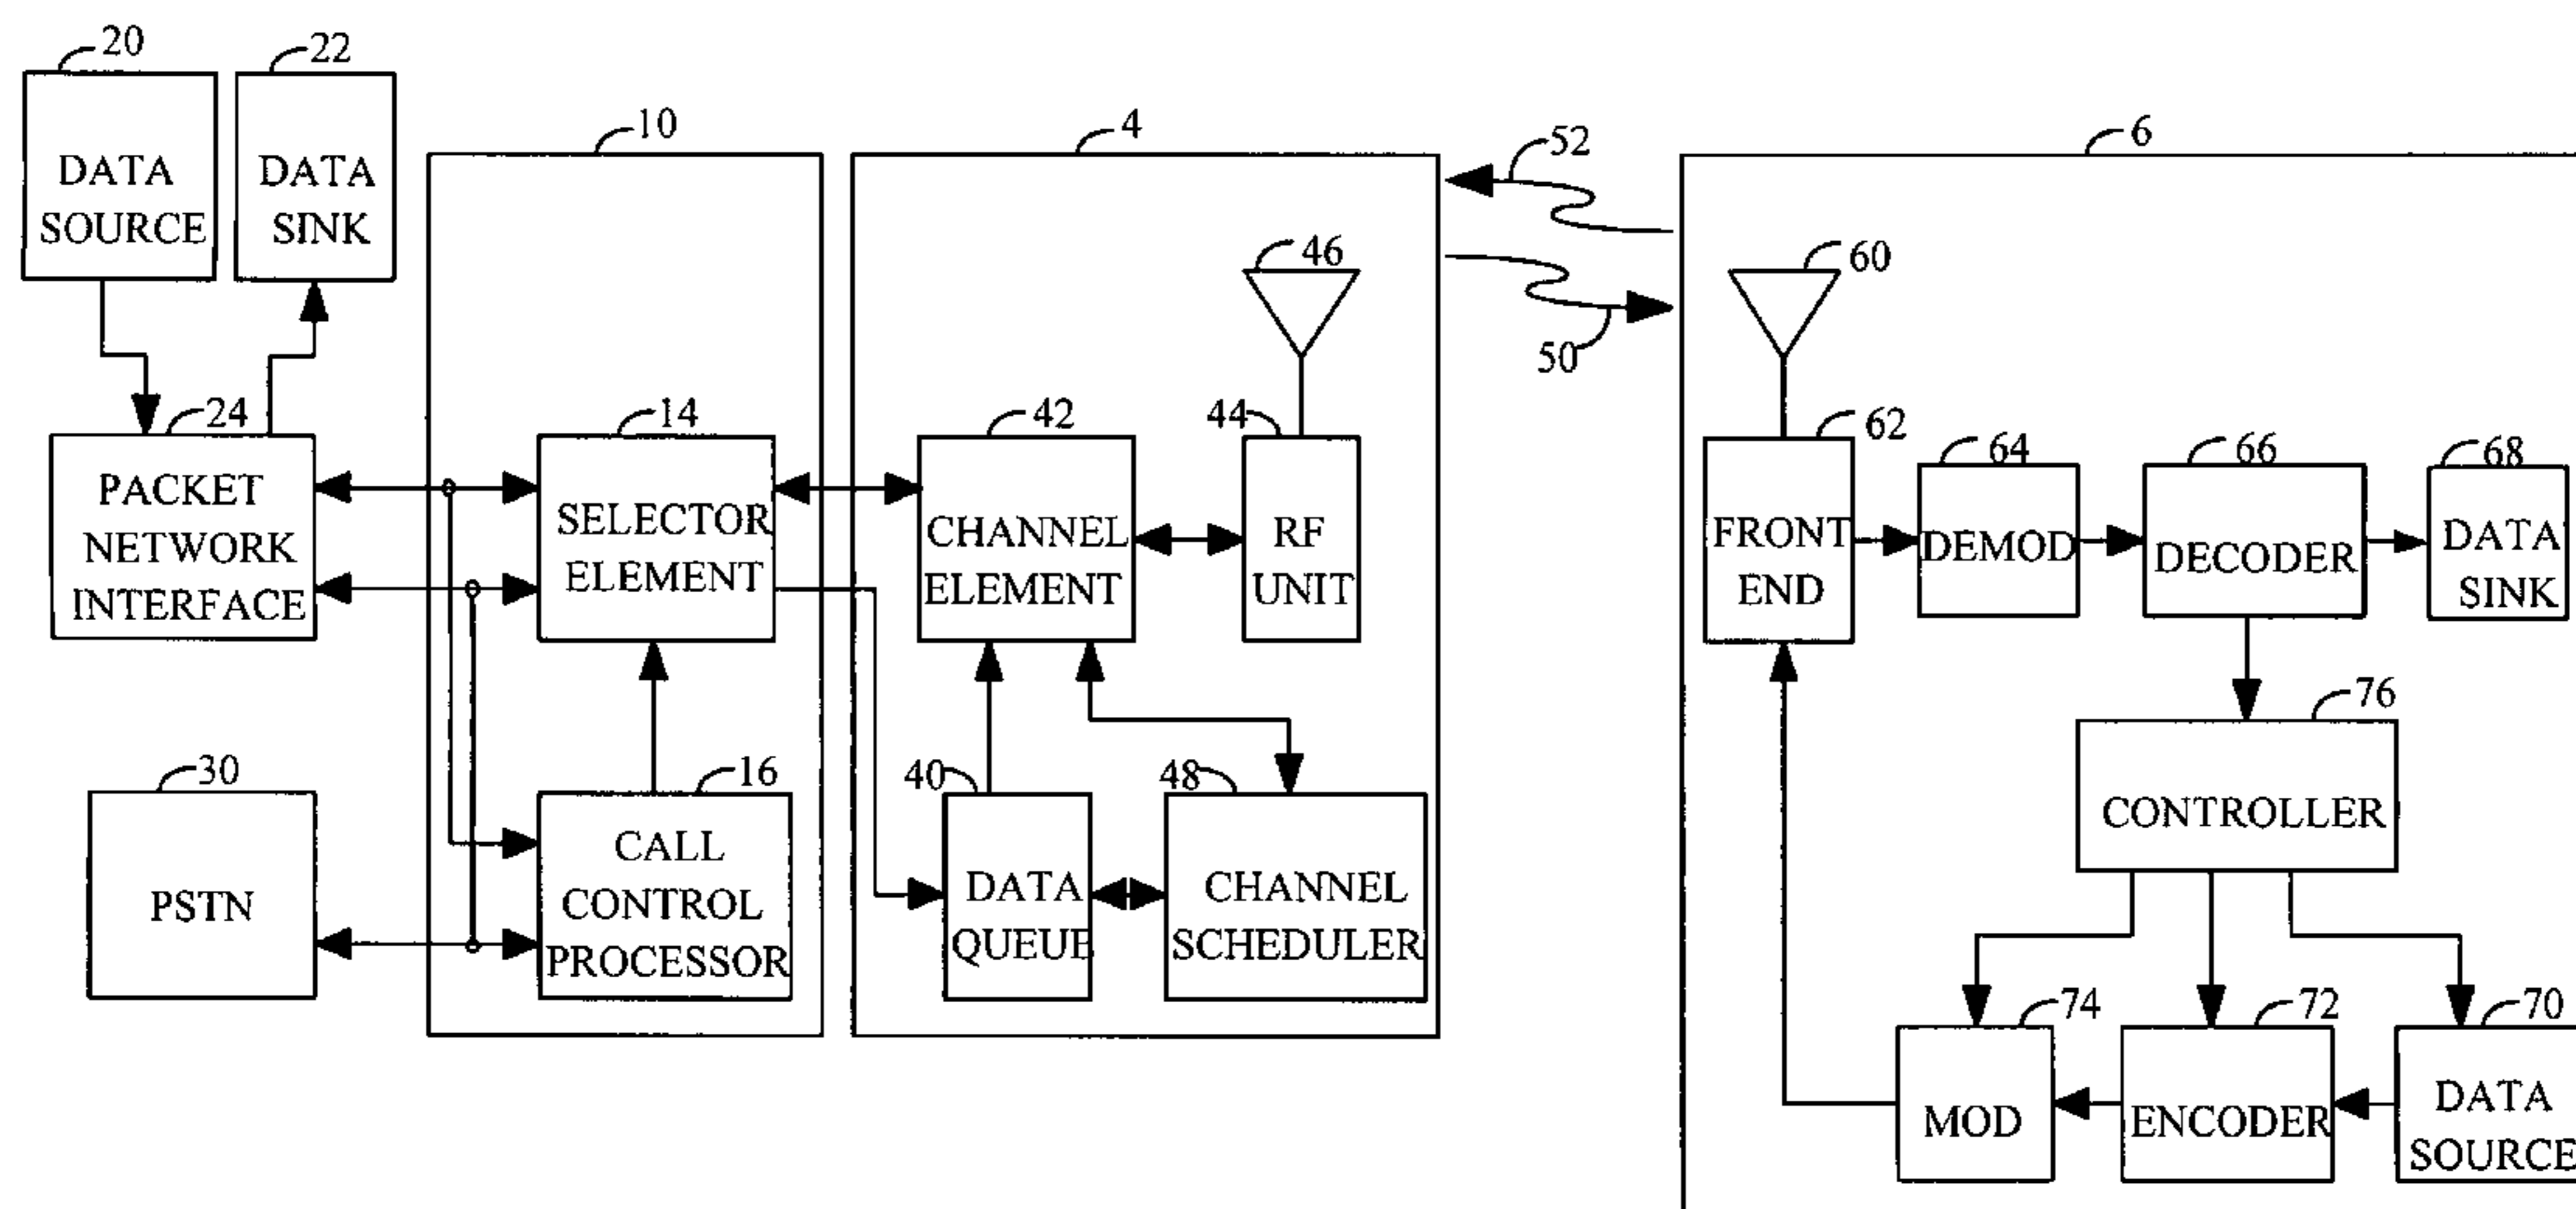 20
22
DATA
SOURCE
DATA
SINK
10
4
52
6
46
50
60
24
PACKET
NETWORK
INTERFACE
14
SELECTOR
ELEMENT
42
CHANNEL
ELEMENT
44
RF
UNIT
62
FRONT
END
64
DEMOD
66
DECODER
68
DATA
SINK
76
CONTROLLER
30
PSTN
16
CALL
CONTROL
PROCESSOR
40
DATA
QUEUE
48
CHANNEL
SCHEDULER
74
MOD
72
ENCODER
70
DATA
SOURCE